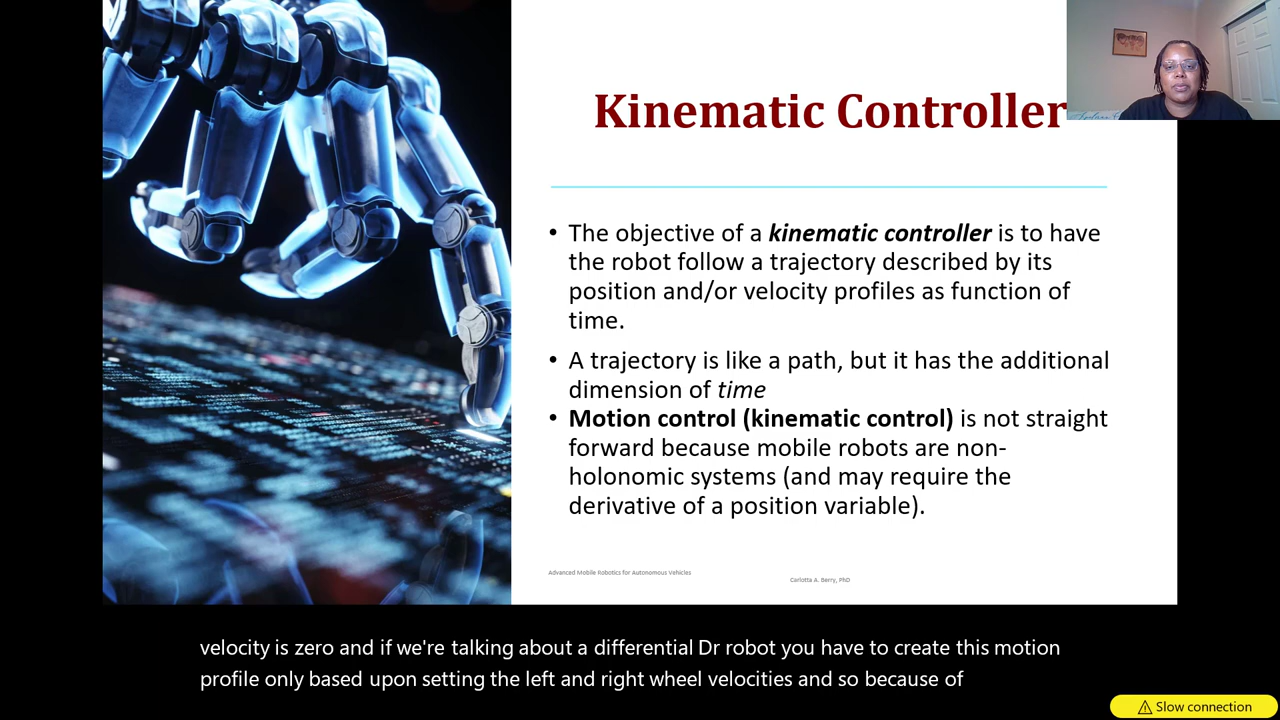 Kinematic Controller
• The objective of a kinematic controller is to have
the robot follow a trajectory described by its
position and/or velocity profiles as function of
time.
• A trajectory is like a path, but it has the additional
dimension of time
• Motion control (kinematic control) is not straight
forward because mobile robots are non-
holonomic systems (and may require the
derivative of a position variable).
Advanced Mobile Robotics for Autonomous Vehicles
Carlotta A. Berry, PhD
velocity is zero and if we're talking about a differential Dr robot you have to create this motion
profile only based upon setting the left and right wheel velocities and so because of
⚠ Slow connection